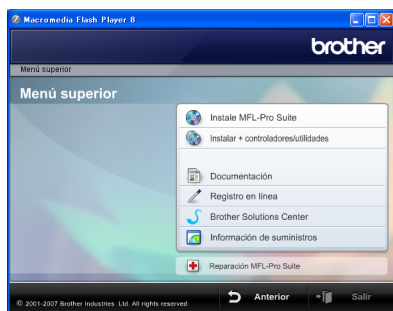 Macromedia Flash Player 8
brother
Menú superior
Menú superior
Instale MFL-Pro Suite
Instalar + controladores/utilidades
Documentación
Registro en línea
Brother Solutions Center
Información de suministros
Reparación MFL-Pro Suite
© 2001-2007 Brother Industries Ltd. All rights reserved
Anterior
Salir